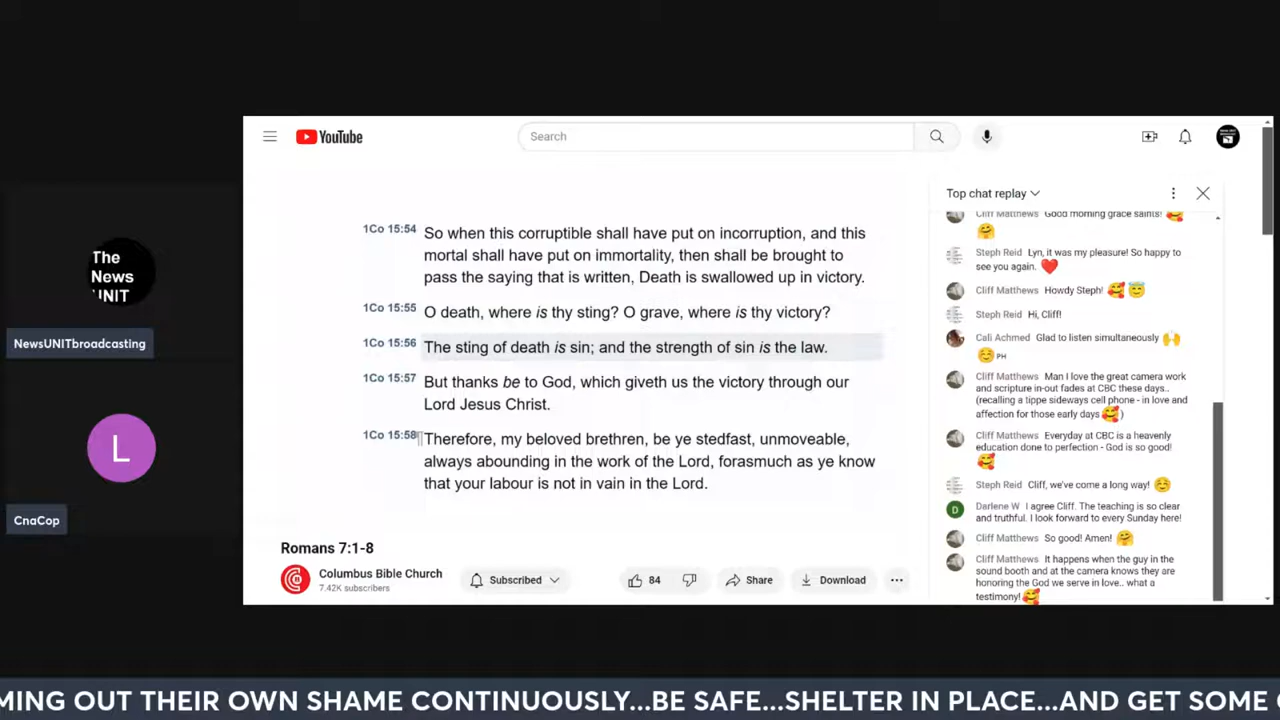 YouTube
Search
Top chat replay
Cliff Matthews Good morning grace saints!
Steph Reid Lyn, it was my pleasure! So happy to
see you again.
Cliff Matthews Howdy Steph!
Steph Reid Hi, Cliff!
Cali Achmed Glad to listen simultaneously
PH
Cliff Matthews Man I love the great camera work
and scripture in-out fades at CBC these days..
(recalling a tippe sideways cell phone - in love and
affection for those early days )
Cliff Matthews Everyday at CBC is a heavenly
education done to perfection - God is so good!
Steph Reid Cliff, we've come a long way!
Darlene W I agree Cliff. The teaching is so clear
and truthful. I look forward to every Sunday here!
Cliff Matthews So good! Amen!
Cliff Matthews It happens when the guy in the
sound booth and at the camera knows they are
honoring the God we serve in love.. what a
testimony!
1Co 15:54 So when this corruptible shall have put on incorruption, and this
mortal shall have put on immortality, then shall be brought to
pass the saying that is written, Death is swallowed up in victory.
1Co 15:55 O death, where is thy sting? O grave, where is thy victory?
1Co 15:56 The sting of death is sin; and the strength of sin is the law.
1Co 15:57 But thanks be to God, which giveth us the victory through our
Lord Jesus Christ.
1Co 15:58 Therefore, my beloved brethren, be ye stedfast, unmoveable,
always abounding in the work of the Lord, forasmuch as ye know
that your labour is not in vain in the Lord.
Romans 7:1-8
Columbus Bible Church
7.42K subscribers
Subscribed
84
Share
Download
The
News
UNIT
NewsUNITbroadcasting
L
CnaCop
MING OUT THEIR OWN SHAME CONTINUOUSLY...BE SAFE...SHELTER IN PLACE...AND GET SOME